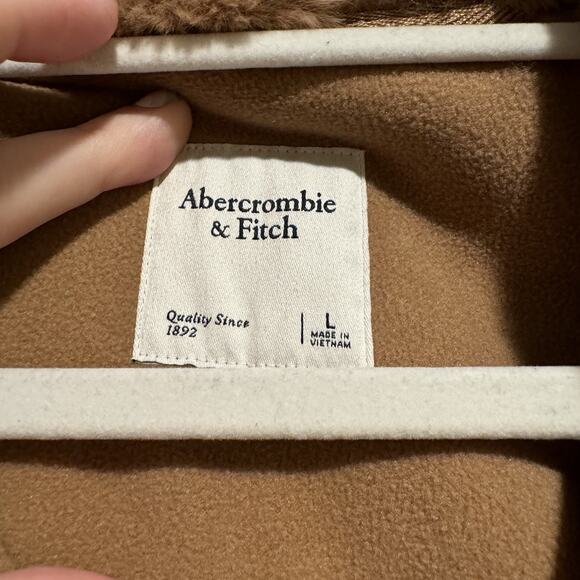 Abercrombie
& Fitch
Quality Since
1892
L
MADE IN
VIETNAM